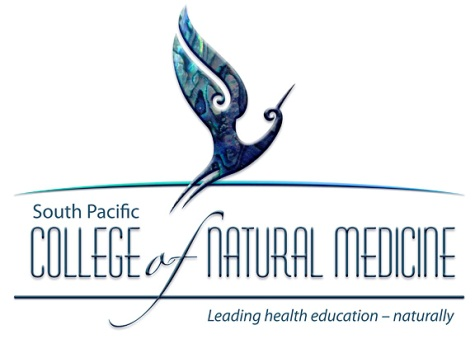 South Pacific
COLLEGE of NATURAL MEDICINE
Leading health education – naturally